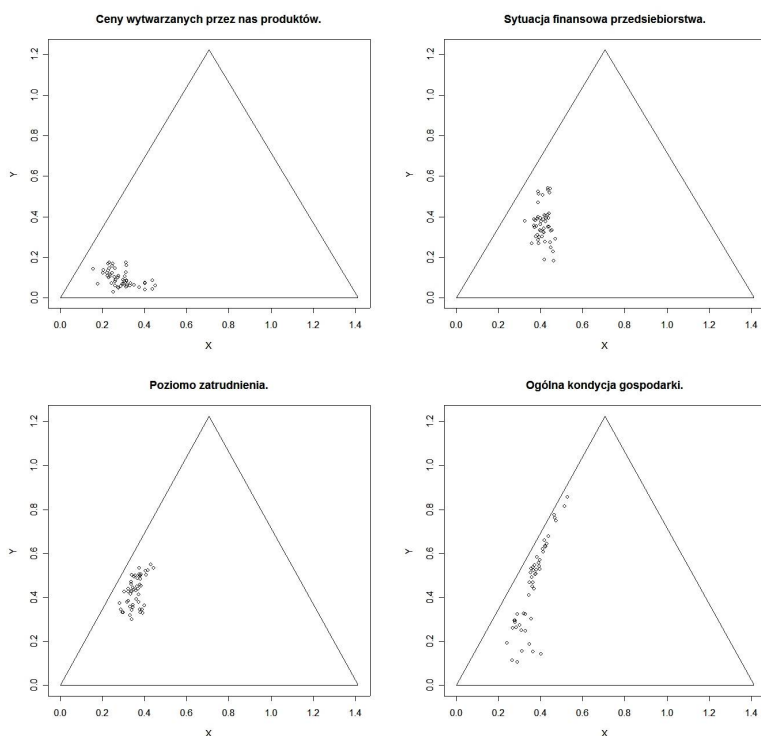 Ceny wytwarzanych przez nas produktów.
1.2
1.0
0.8
0.6
0.4
0.2
0.0
Y
0.0 0.2 0.4 0.6 0.8 1.0 1.2 1.4
X
Sytuacja finansowa przedsiebiorstwa.
1.2
1.0
0.8
0.6
0.4
0.2
0.0
Y
0.0 0.2 0.4 0.6 0.8 1.0 1.2 1.4
X
Poziomo zatrudnienia.
1.2
1.0
0.8
0.6
0.4
0.2
0.0
Y
0.0 0.2 0.4 0.6 0.8 1.0 1.2 1.4
X
Ogólna kondycja gospodarki.
1.2
1.0
0.8
0.6
0.4
0.2
0.0
Y
0.0 0.2 0.4 0.6 0.8 1.0 1.2 1.4
X